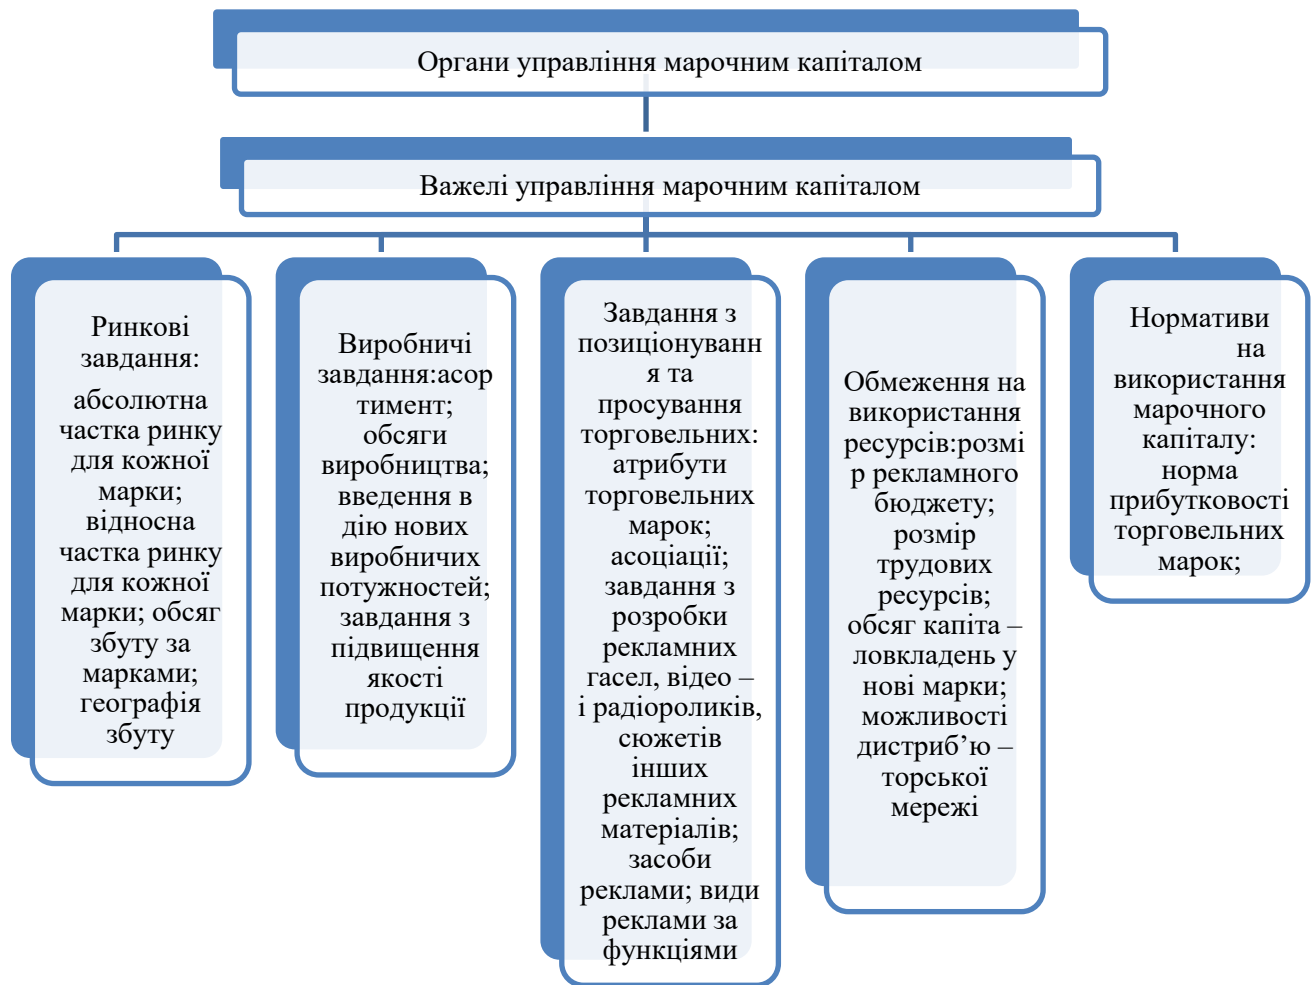 Органи управління марочним капіталом
Важелі управління марочним капіталом
Ринкові
завдання:
абсолютна
частка ринку
для кожної
марки;
відносна
частка ринку
для кожної
марки; обсяг
збуту за
марками;
географія
збуту
Виробничі
завдання:асор
тимент;
обсяги
виробництва;
введення в
дію нових
виробничих
потужностей;
завдання з
підвищення
якості
продукції
Завдання з
позиціонуванн
я та
просування
торговельних:
атрибути
торговельних
марок;
асоціації;
завдання з
розробки
рекламних
гасел, відео –
і радіороликів,
сюжетів
інших
рекламних
матеріалів;
засоби
реклами; види
реклами за
функціями
Обмеження на
використання
ресурсів:розмі
р рекламного
бюджету;
розмір
трудових
ресурсів;
обсяг капіта –
ловкладень у
нові марки;
можливості
дистриб’ю –
торської
мережі
Нормативи
на
використання
марочного
капіталу:
норма
прибутковості
торговельних
марок;